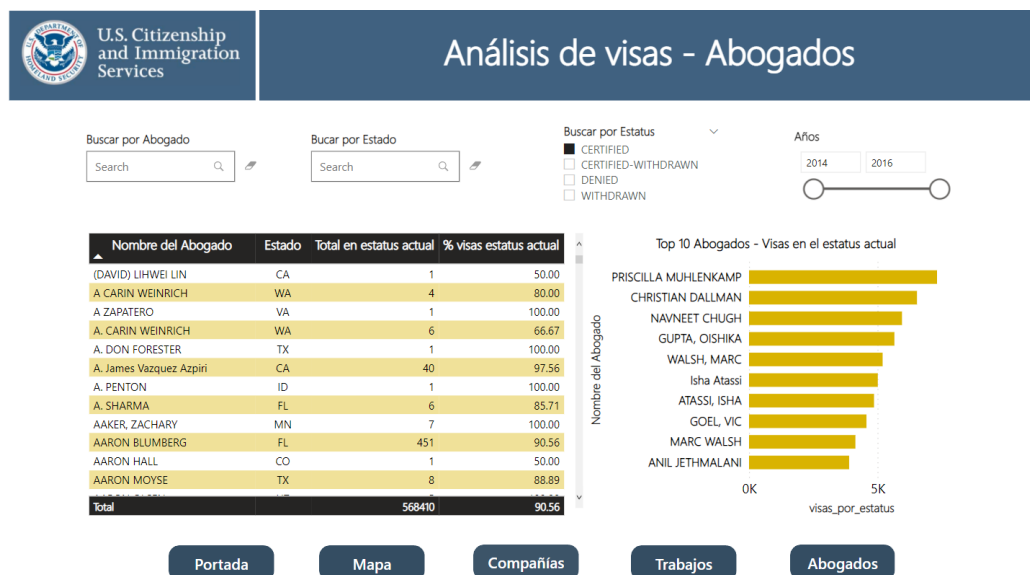 U.S. Citizenship
and Immigration
Services
Análisis de visas - Abogados
Buscar por Abogado
Search
Bucar por Estado
Search
Buscar por Estatus
CERTIFIED
CERTIFIED-WITHDRAWN
DENIED
WITHDRAWN
Años
2014 2016
Nombre del Abogado Estado Total en estatus actual % visas estatus actual
(DAVID) LIHWEI LIN CA 1 50.00
A CARIN WEINRICH WA 4 80.00
A ZAPATERO VA 1 100.00
A. CARIN WEINRICH WA 6 66.67
A. DON FORESTER TX 1 100.00
A. James Vazquez Azpiri CA 40 97.56
A. PENTON ID 1 100.00
A. SHARMA FL 6 85.71
AAKER, ZACHARY MN 7 100.00
AARON BLUMBERG FL 451 90.56
AARON HALL CO 1 50.00
AARON MOYSE TX 8 88.89
Total 568410 90.56
Top 10 Abogados - Visas en el estatus actual
Nombre del Abogado
PRISCILLA MUHLENKAMP
CHRISTIAN DALLMAN
NAVNEET CHUGH
GUPTA, OISHIKA
WALSH, MARC
Isha Atassi
ATASSI, ISHA
GOEL, VIC
MARC WALSH
ANIL JETHMALANI
0K 5K
visas_por_estatus
Portada Mapa Compañías Trabajos Abogados